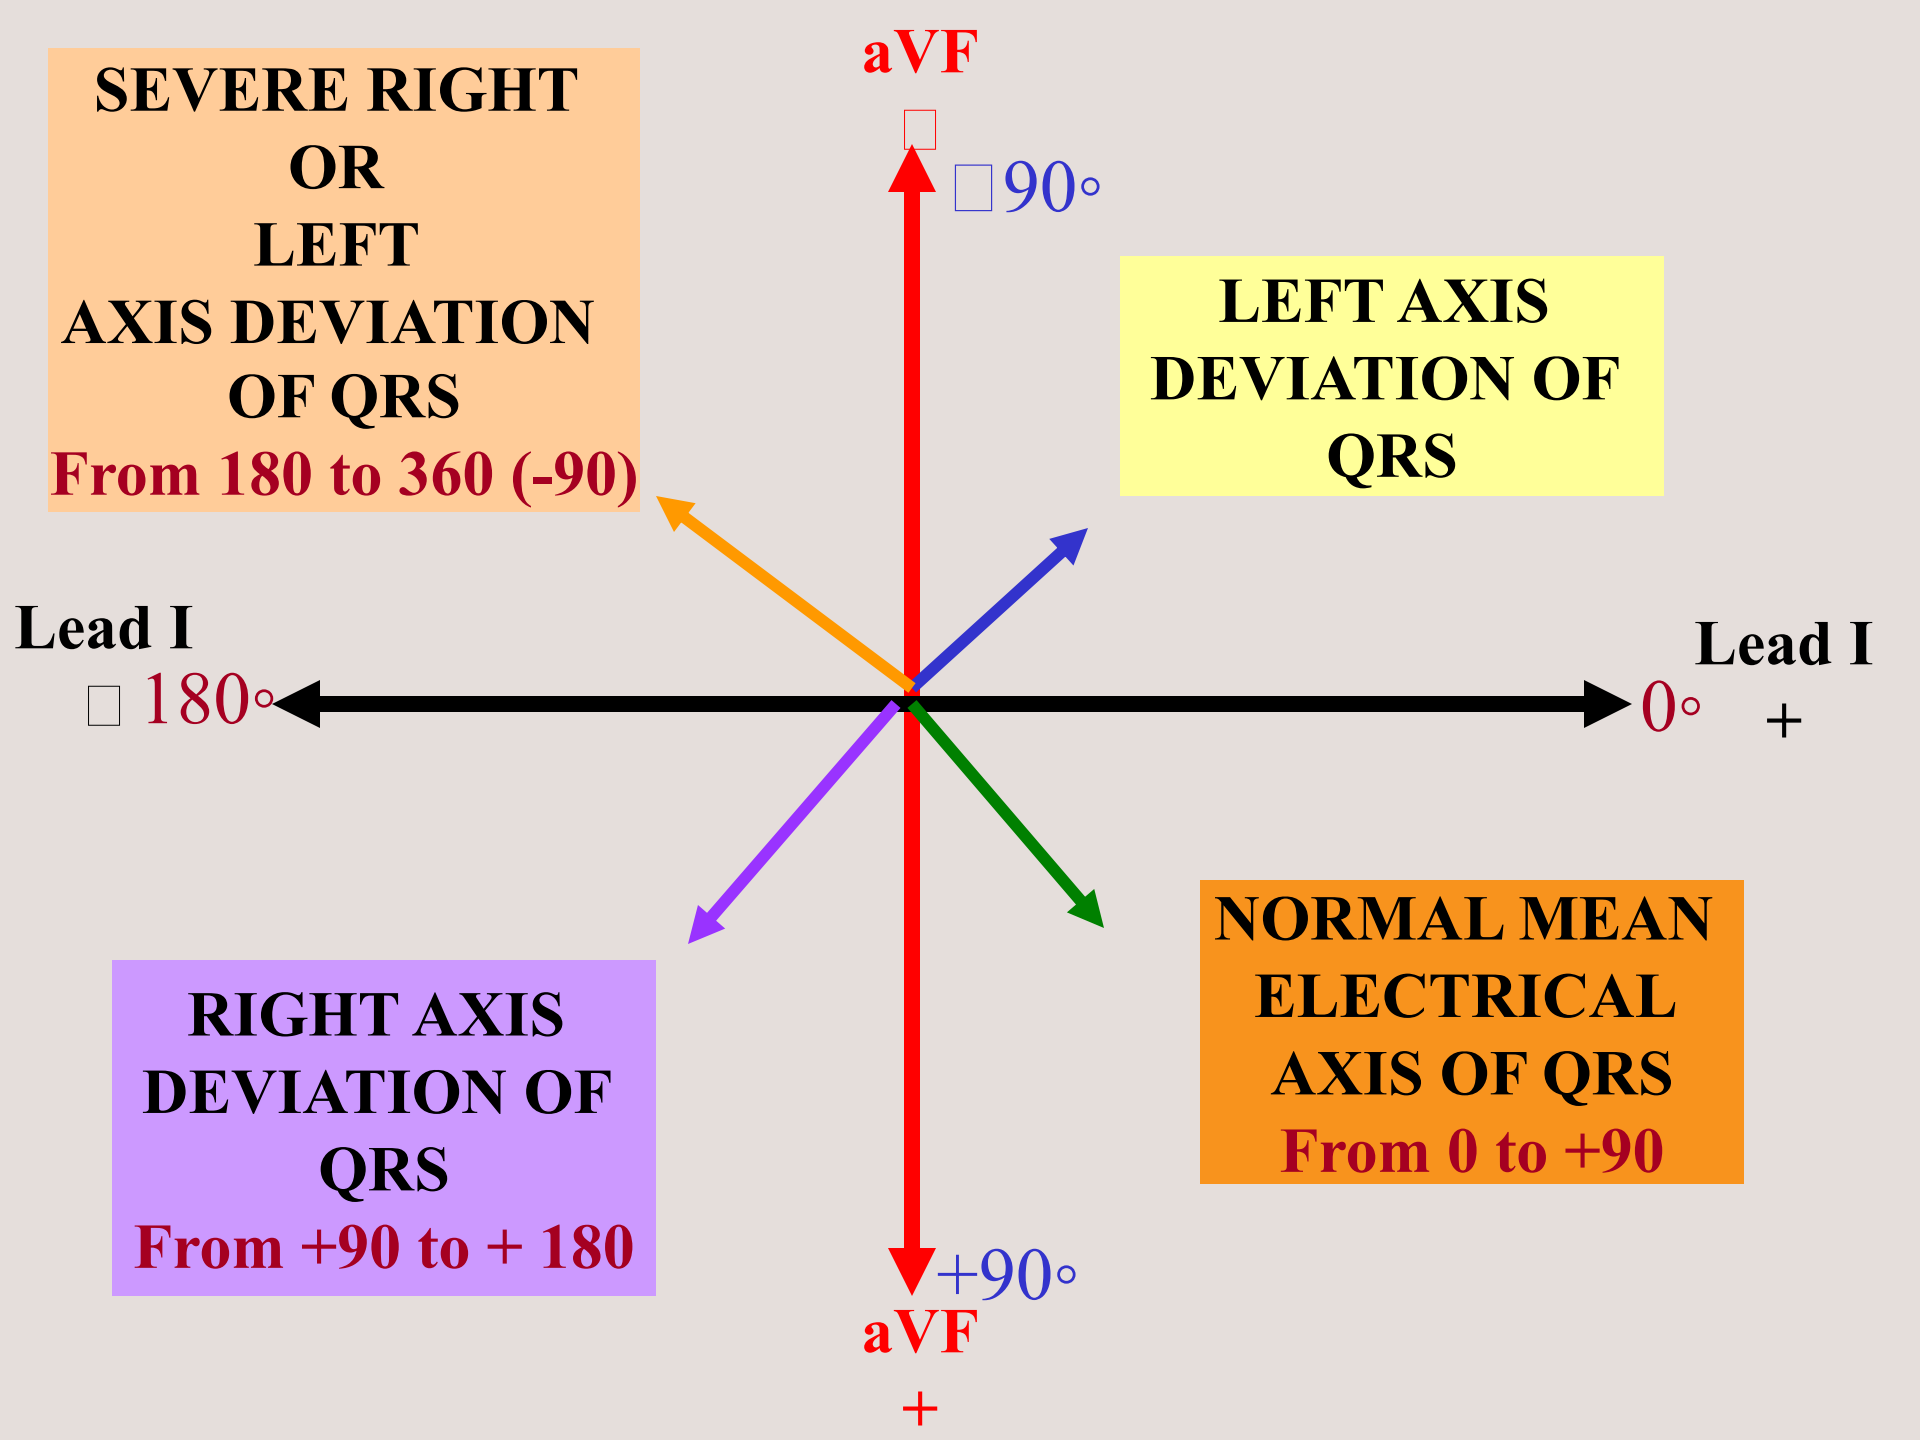 aVF
□
□90°
SEVERE RIGHT
OR
LEFT
AXIS DEVIATION
OF QRS
From 180 to 360 (-90)
LEFT AXIS
DEVIATION OF
QRS
Lead I
□ 180°
Lead I
0° +
NORMAL MEAN
ELECTRICAL
AXIS OF QRS
From 0 to +90
RIGHT AXIS
DEVIATION OF
QRS
From +90 to + 180
+90°
aVF
+